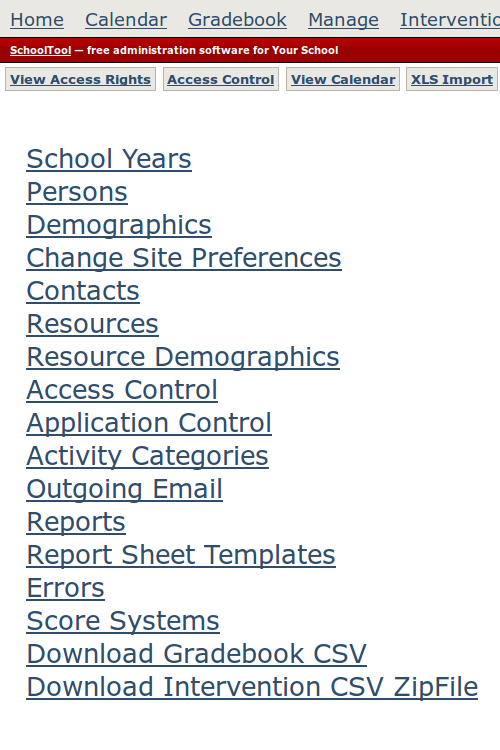 Home Calendar Gradebook Manage
SchoolTool — free administration software for Your School
View Access Rights Access Control View Calendar XLS Import
School Years
Persons
Demographics
Change Site Preferences
Contacts
Resources
Resource Demographics
Access Control
Application Control
Activity Categories
Outgoing Email
Reports
Report Sheet Templates
Errors
Score Systems
Download Gradebook CSV
Download Intervention CSV ZipFile